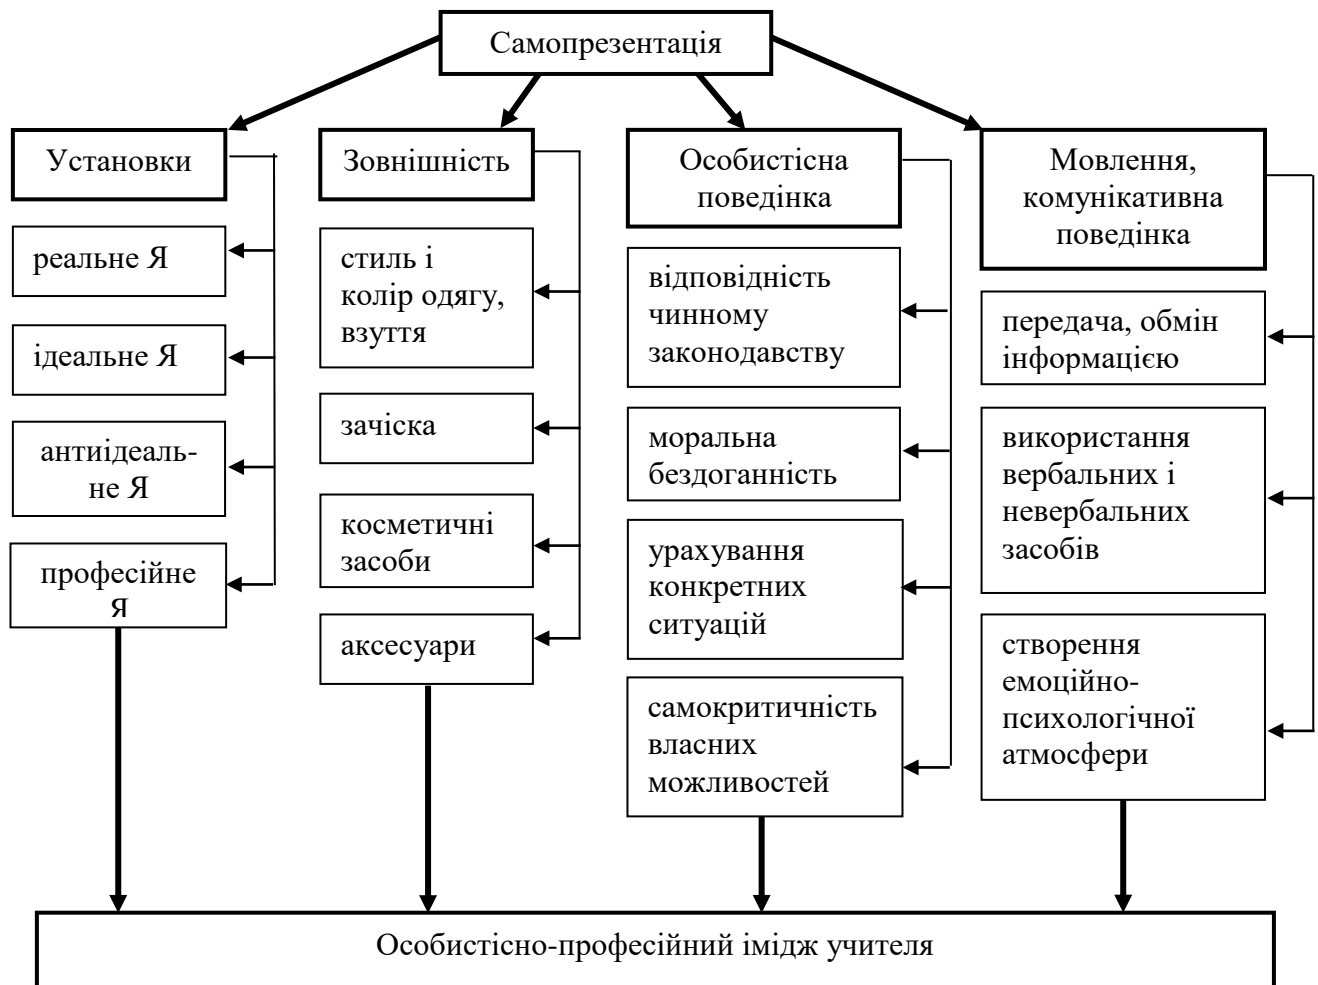 Самопрезентація
Установки
реальне Я
ідеальне Я
антиідеаль-
не Я
професійне
Я
Зовнішність
стиль і
колір одягу,
взуття
зачіска
косметичні
засоби
аксесуари
Особистісна
поведінка
відповідність
чинному
законодавству
моральна
бездоганність
урахування
конкретних
ситуацій
самокритичність
власних
можливостей
Мовлення,
комунікативна
поведінка
передача, обмін
інформацією
використання
вербальних і
невербальних
засобів
створення
емоційно-
психологічної
атмосфери
Особистісно-професійний імідж учителя